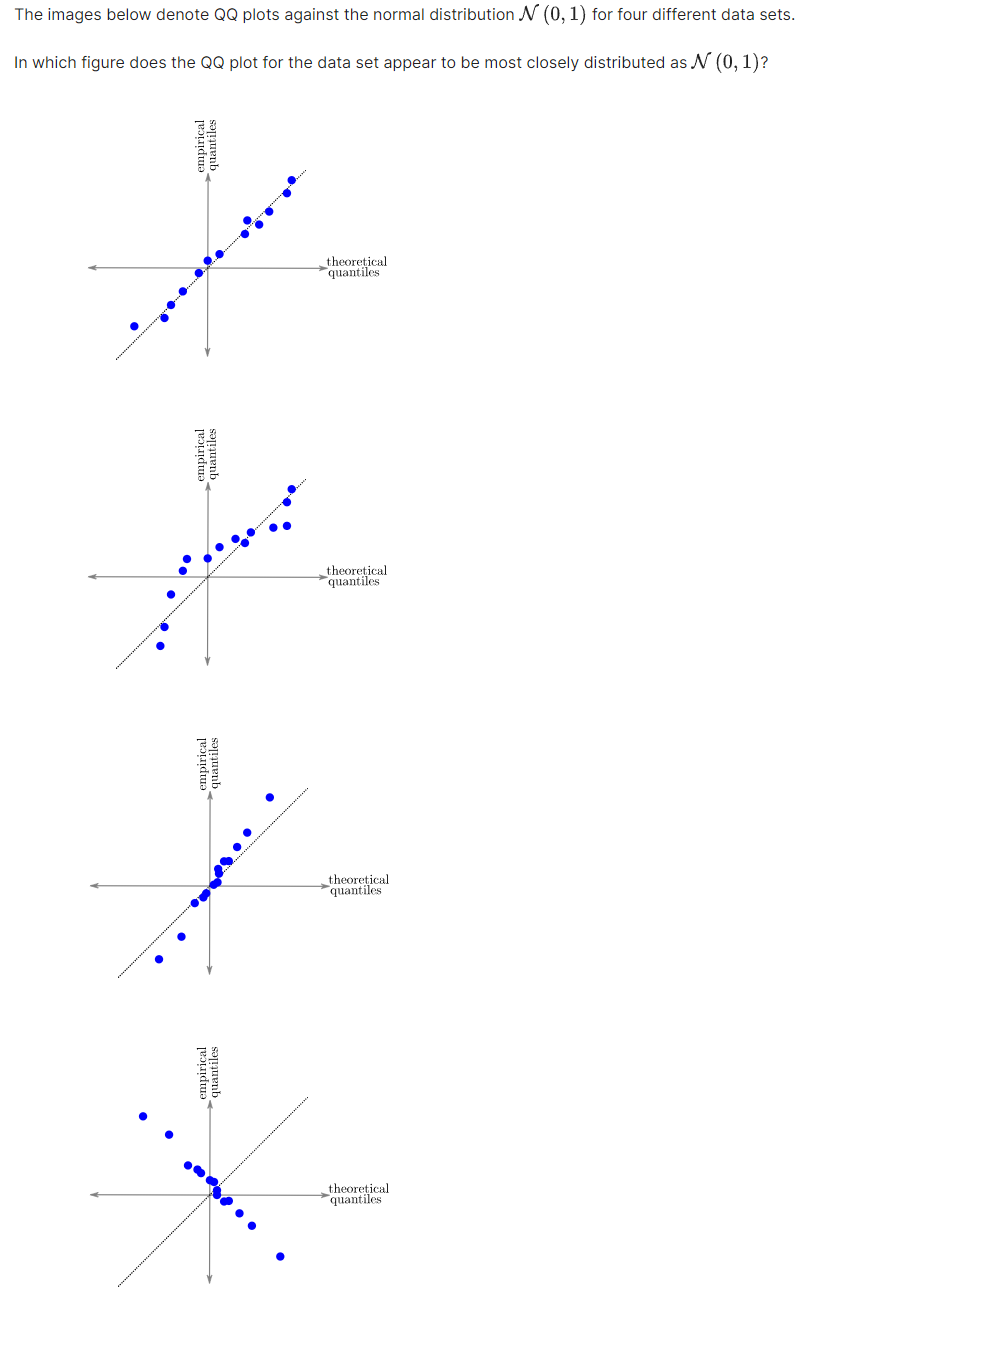 The images below denote QQ plots against the normal distribution 𝒩 (0, 1) for four different data sets.
In which figure does the QQ plot for the data set appear to be most closely distributed as 𝒩 (0, 1)?
empirical
quantiles
theoretical
quantiles
empirical
quantiles
theoretical
quantiles
empirical
quantiles
theoretical
quantiles
empirical
quantiles
theoretical
quantiles